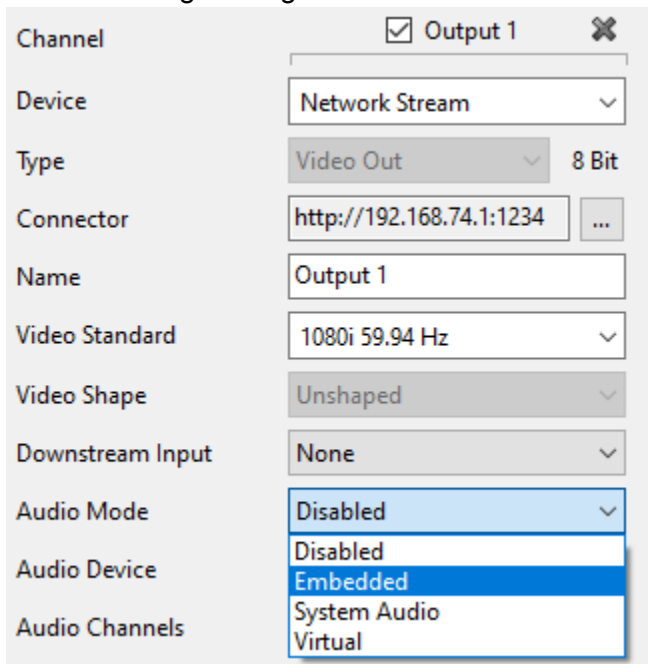 Channel
Output 1
Device
Network Stream
Type
Video Out
8 Bit
Connector
http://192.168.74.1:1234
...
Name
Output 1
Video Standard
1080i 59.94 Hz
Video Shape
Unshaped
Downstream Input
None
Audio Mode
Disabled
Disabled
Audio Device
Embedded
System Audio
Audio Channels
Virtual